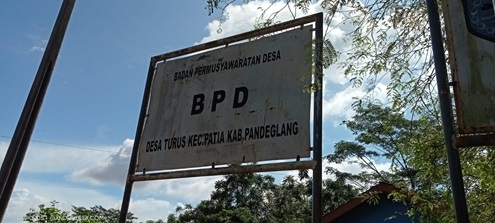 BADAN PERMUSYAWARATAN DESA
BPD
DESA TURUS KEC.PATIA KAB.PANDEGLANG